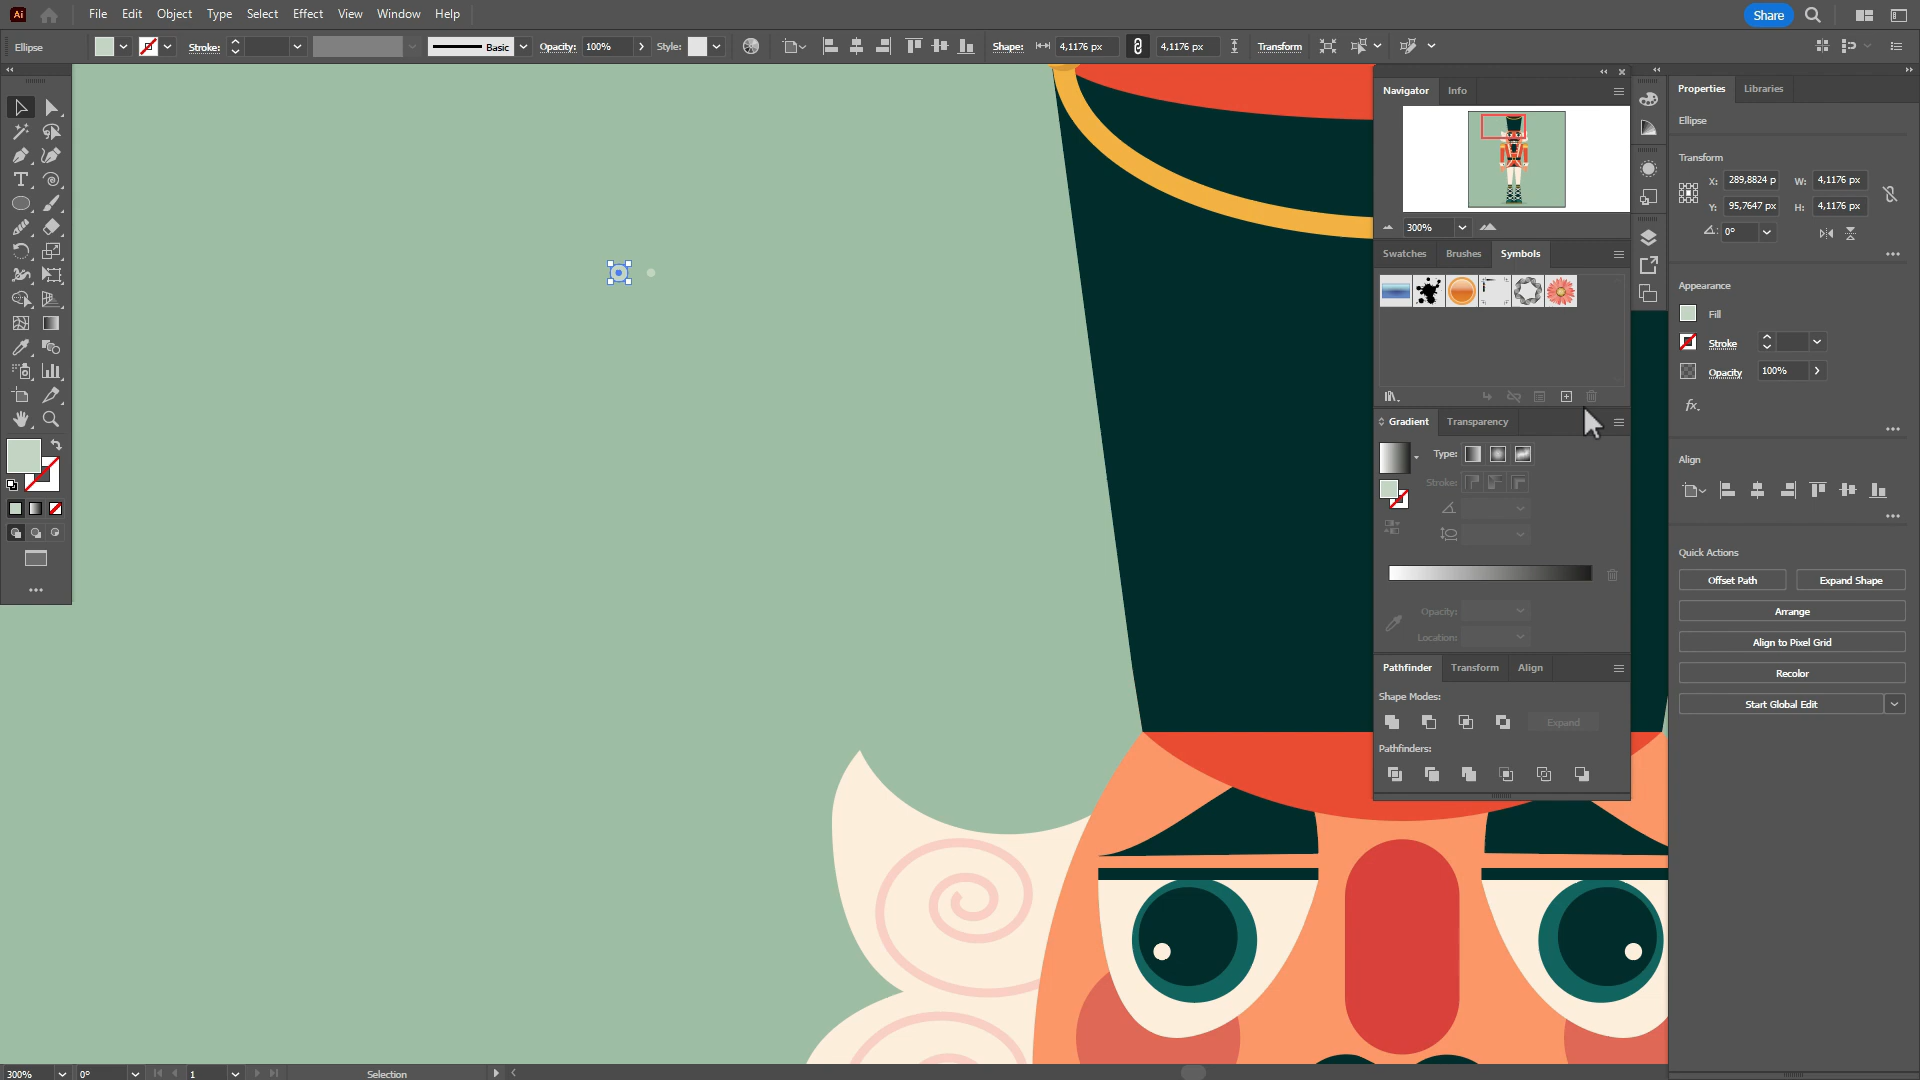 Ai File Edit Object Type Select Effect View Window Help Share
Ellipse Stroke: Basic Opacity: 100% Style: Shape: 4,1176 px 4,1176 px Transform
Navigator Info
300%
Swatches Brushes Symbols
Gradient Transparency
Type:
Stroke:
Opacity:
Location:
Pathfinder Transform Align
Shape Modes:
Expand
Pathfinders:
Properties Libraries
Ellipse
Transform
X: 289,8824 p W: 4,1176 px
Y: 95,7647 px H: 4,1176 px
0°
Appearance
Fill
Stroke
Opacity 100%
fx.
Align
Quick Actions
Offset Path Expand Shape
Arrange
Align to Pixel Grid
Recolor
Start Global Edit
300% 0° 1 Selection